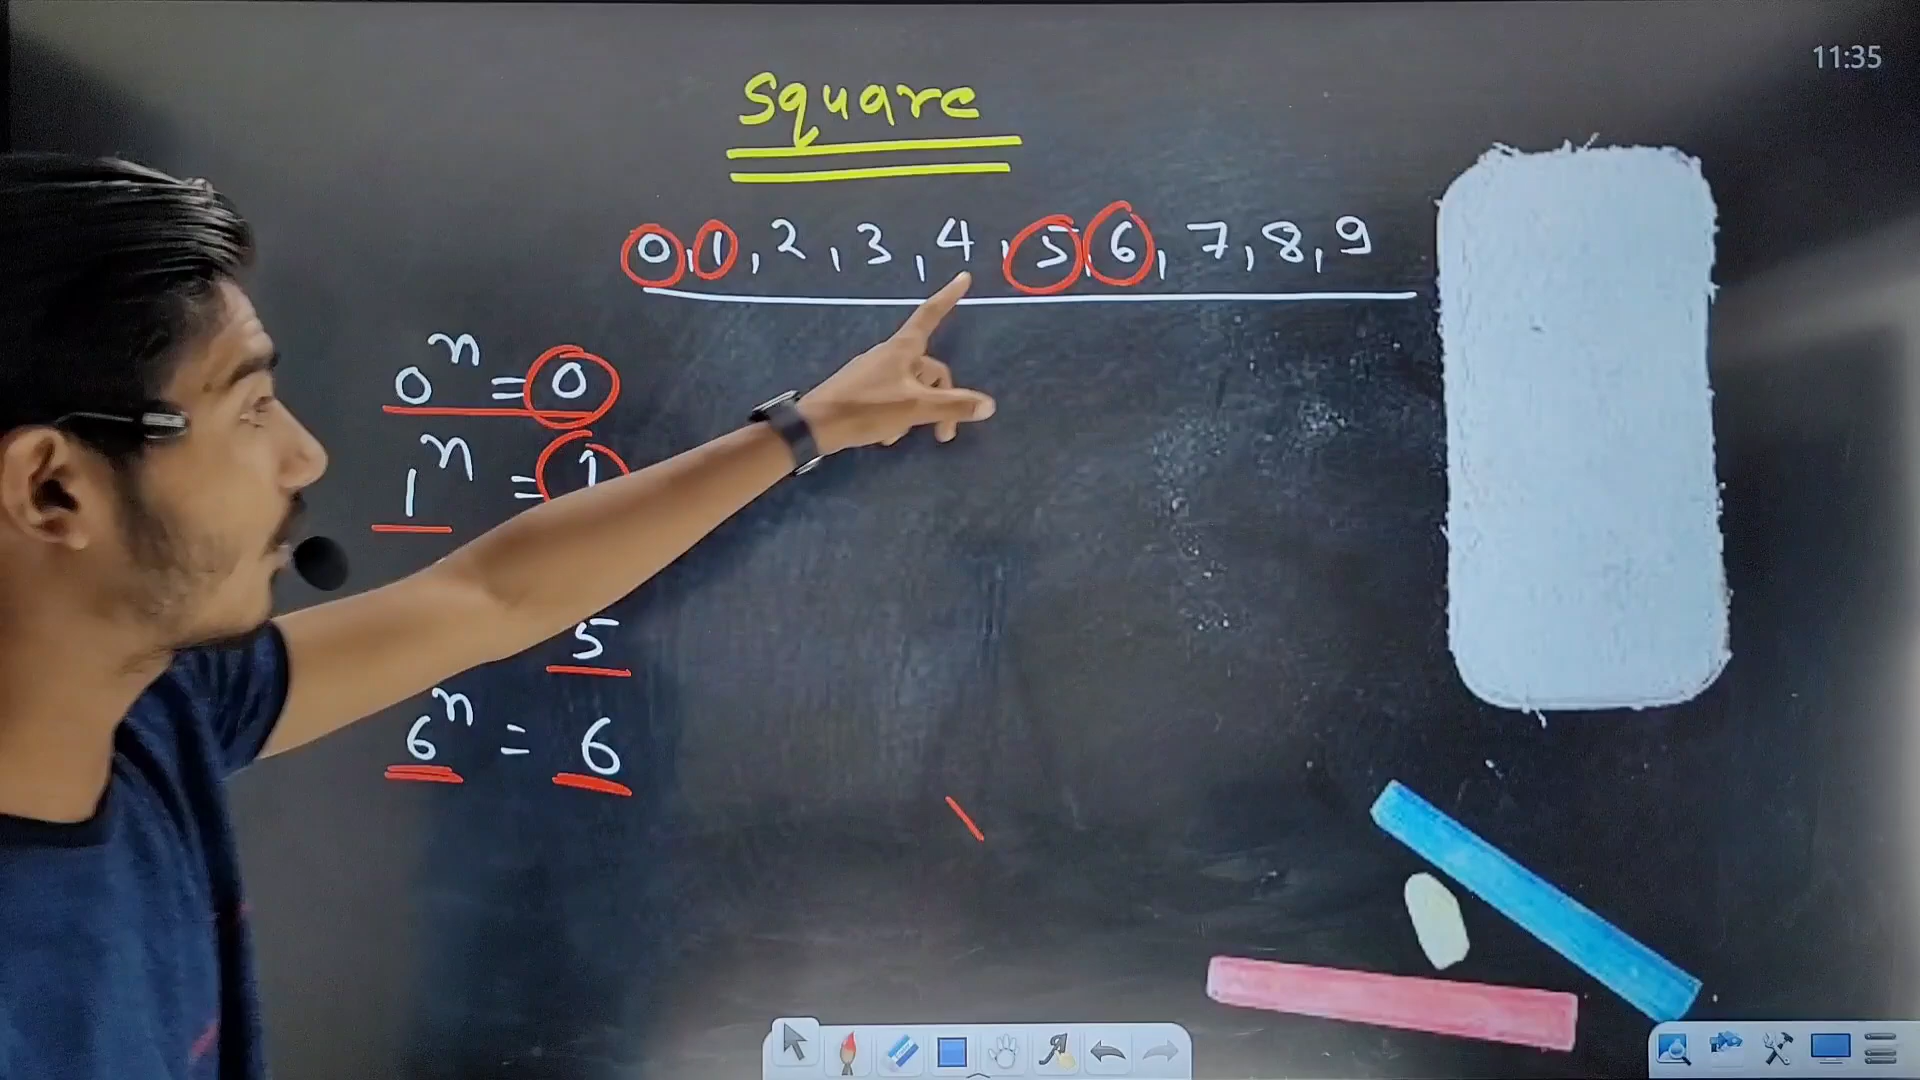 11:35
square
0, 1, 2, 3, 4, 5, 6, 7, 8, 9
0ⁿ = 0
1ⁿ = 1
5
6ⁿ = 6